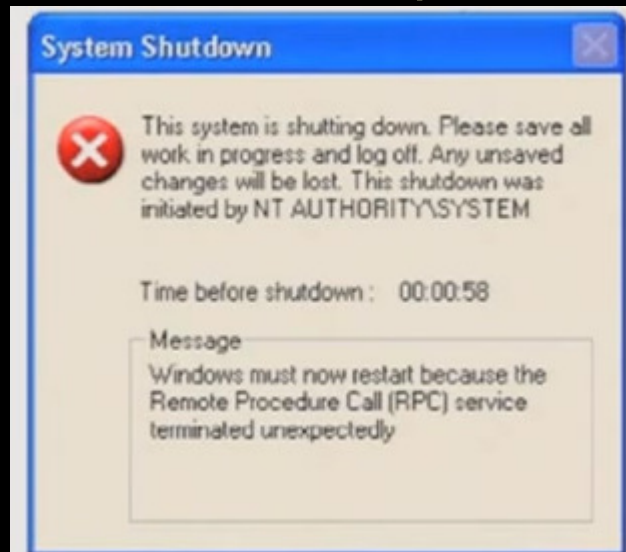 System Shutdown
This system is shutting down. Please save all
work in progress and log off. Any unsaved
changes will be lost. This shutdown was
initiated by NT AUTHORITY\SYSTEM
Time before shutdown : 00:00:58
Message
Windows must now restart because the
Remote Procedure Call (RPC) service
terminated unexpectedly